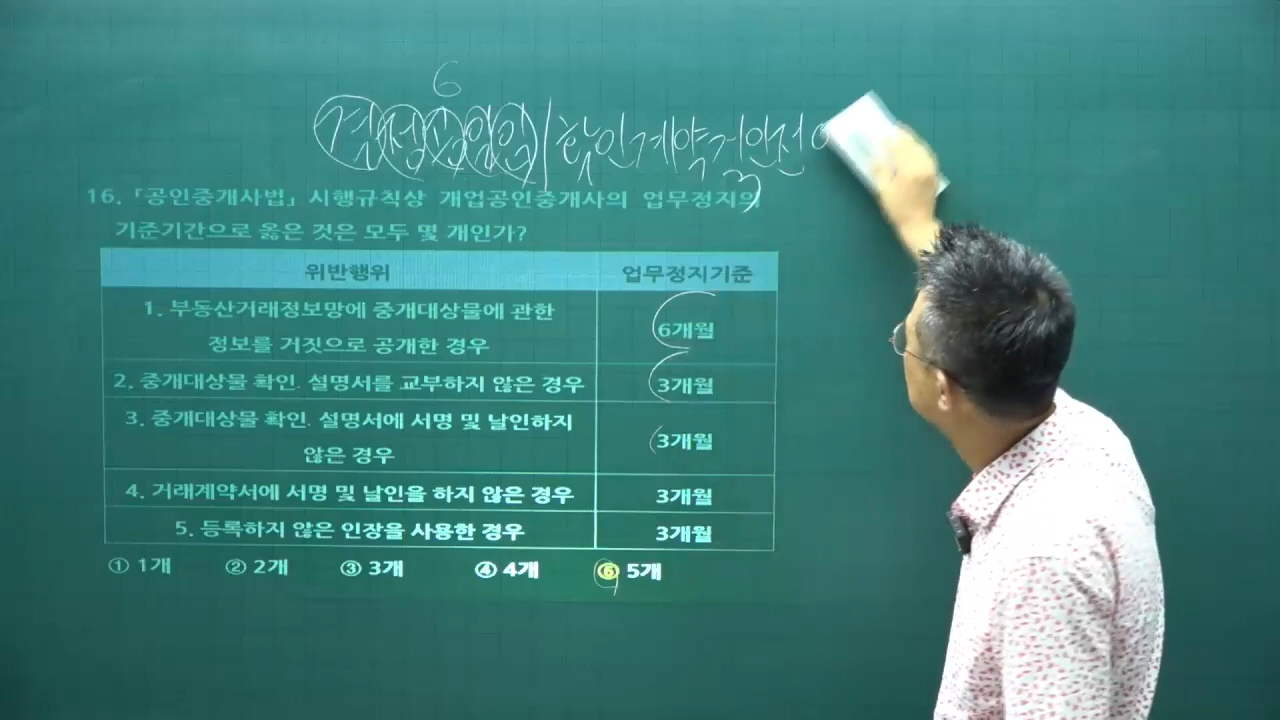 6
확인계약
16. 「공인중개사법」 시행규칙상 개업공인중개사의 업무정지의
기준기간으로 옳은 것은 모두 몇 개인가?
위반행위 업무정지기준
1. 부동산거래정보망에 중개대상물에 관한
정보를 거짓으로 공개한 경우
6개월
2. 중개대상물 확인. 설명서를 교부하지 않은 경우 3개월
3. 중개대상물 확인. 설명서에 서명 및 날인하지
않은 경우
3개월
4. 거래계약서에 서명 및 날인을 하지 않은 경우 3개월
5. 등록하지 않은 인장을 사용한 경우 3개월
① 1개 ② 2개 ③ 3개 ④ 4개 ⑤ 5개